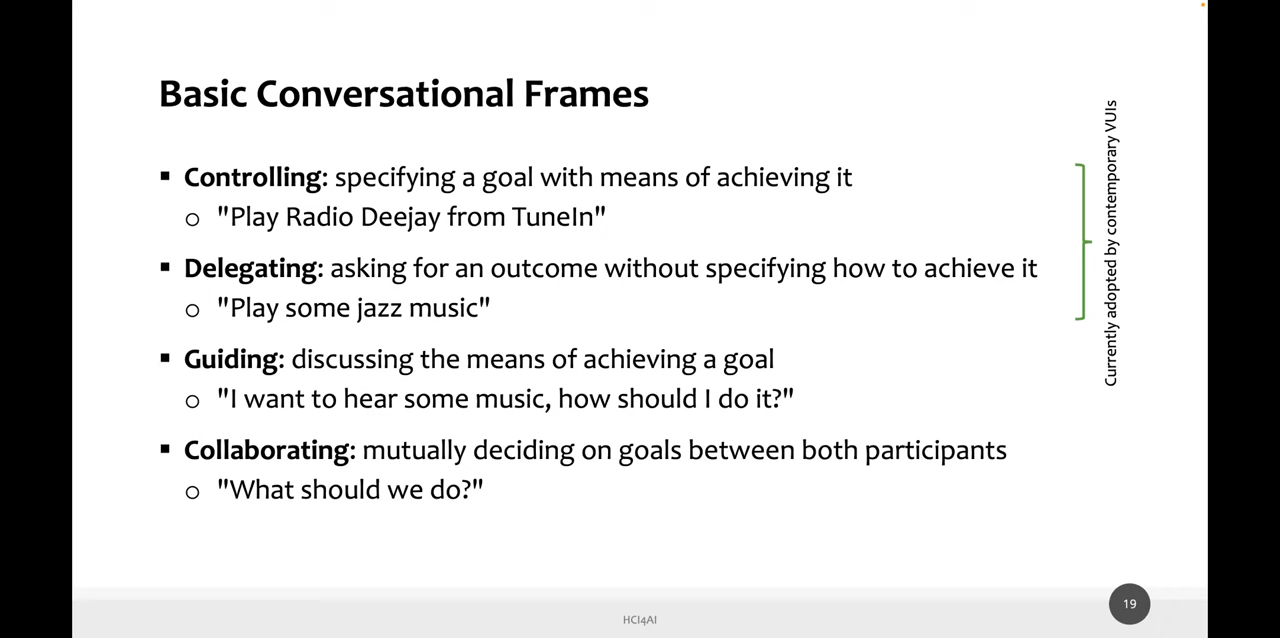 Basic Conversational Frames
▪ Controlling: specifying a goal with means of achieving it
o "Play Radio Deejay from TuneIn"
▪ Delegating: asking for an outcome without specifying how to achieve it
o "Play some jazz music"
▪ Guiding: discussing the means of achieving a goal
o "I want to hear some music, how should I do it?"
▪ Collaborating: mutually deciding on goals between both participants
o "What should we do?"
Currently adopted by contemporary VUIs
HCI4AI
19